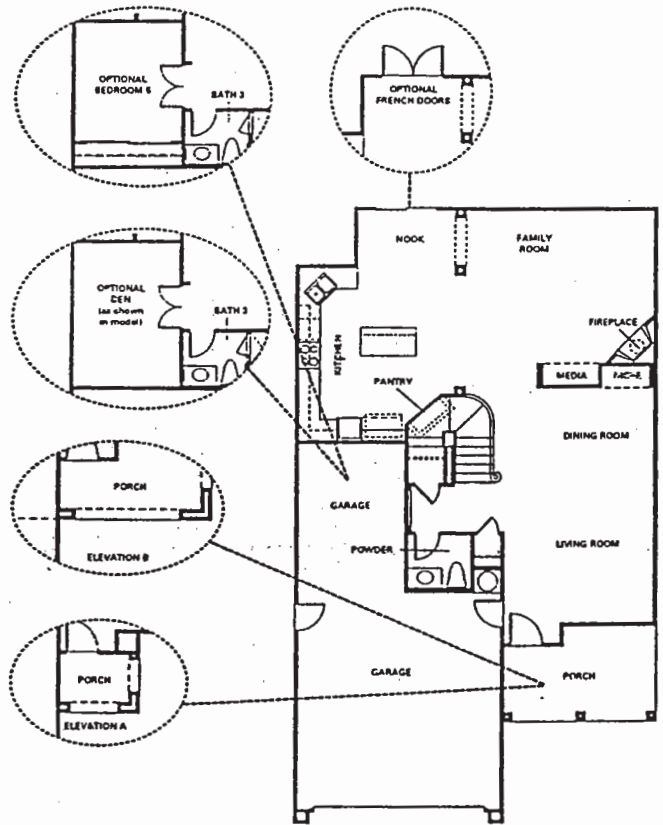 OPTIONAL
BEDROOM 5
BATH 3
OPTIONAL
FRENCH DOORS
OPTIONAL
DEN
(as shown
in model)
BATH 3
NOOK
FAMILY
ROOM
FIREPLACE
KITCHEN
MEDIA
NICHE
PANTRY
DINING ROOM
PORCH
ELEVATION B
GARAGE
POWDER
LIVING ROOM
PORCH
ELEVATION A
GARAGE
PORCH